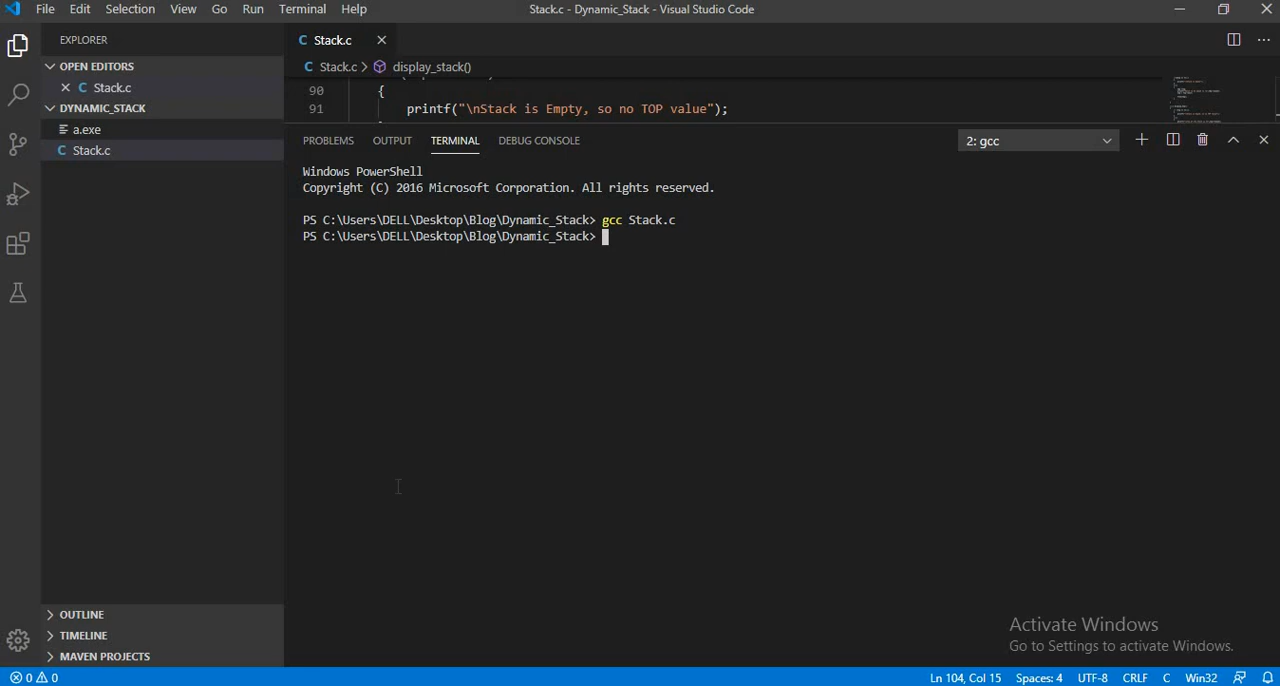 File Edit Selection View Go Run Terminal Help
Stack.c - Dynamic_Stack - Visual Studio Code
EXPLORER
OPEN EDITORS
C Stack.c
DYNAMIC_STACK
a.exe
C Stack.c
C Stack.c
C Stack.c > display_stack()
90 {
91 printf("\nStack is Empty, so no TOP value");
PROBLEMS OUTPUT TERMINAL DEBUG CONSOLE
2: gcc
Windows PowerShell
Copyright (C) 2016 Microsoft Corporation. All rights reserved.
PS C:\Users\DELL\Desktop\Blog\Dynamic_Stack> gcc Stack.c
PS C:\Users\DELL\Desktop\Blog\Dynamic_Stack>
OUTLINE
TIMELINE
MAVEN PROJECTS
Activate Windows
Go to Settings to activate Windows.
0 0
Ln 104, Col 15 Spaces: 4 UTF-8 CRLF C Win32